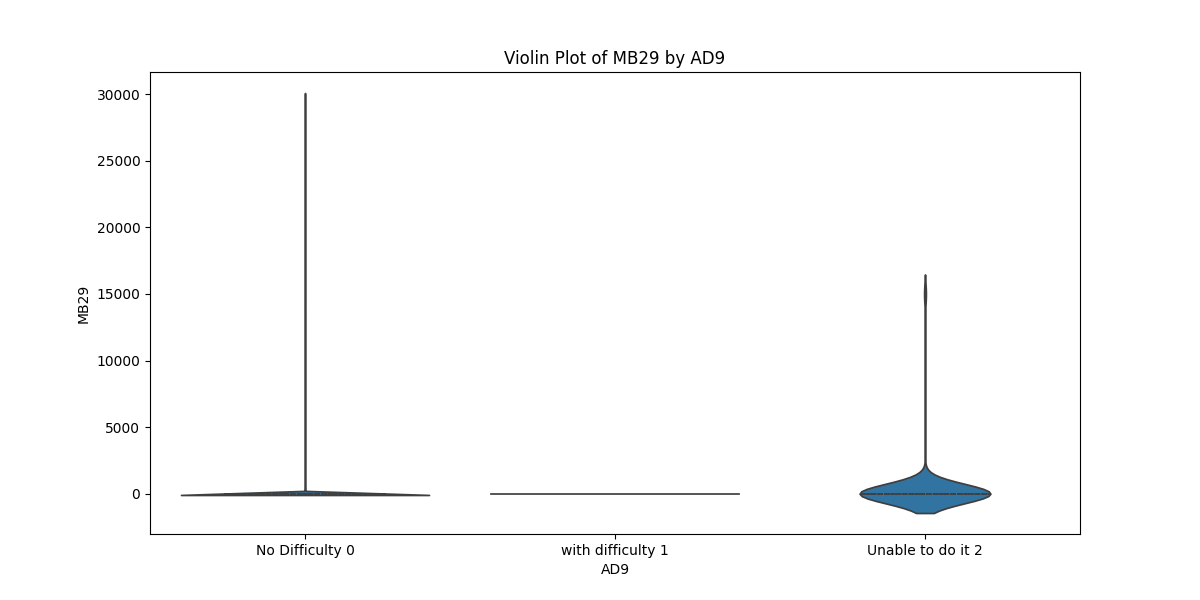 Violin Plot of MB29 by AD9
30000
25000
20000
15000
10000
5000
0
MB29
No Difficulty 0
with difficulty 1
Unable to do it 2
AD9